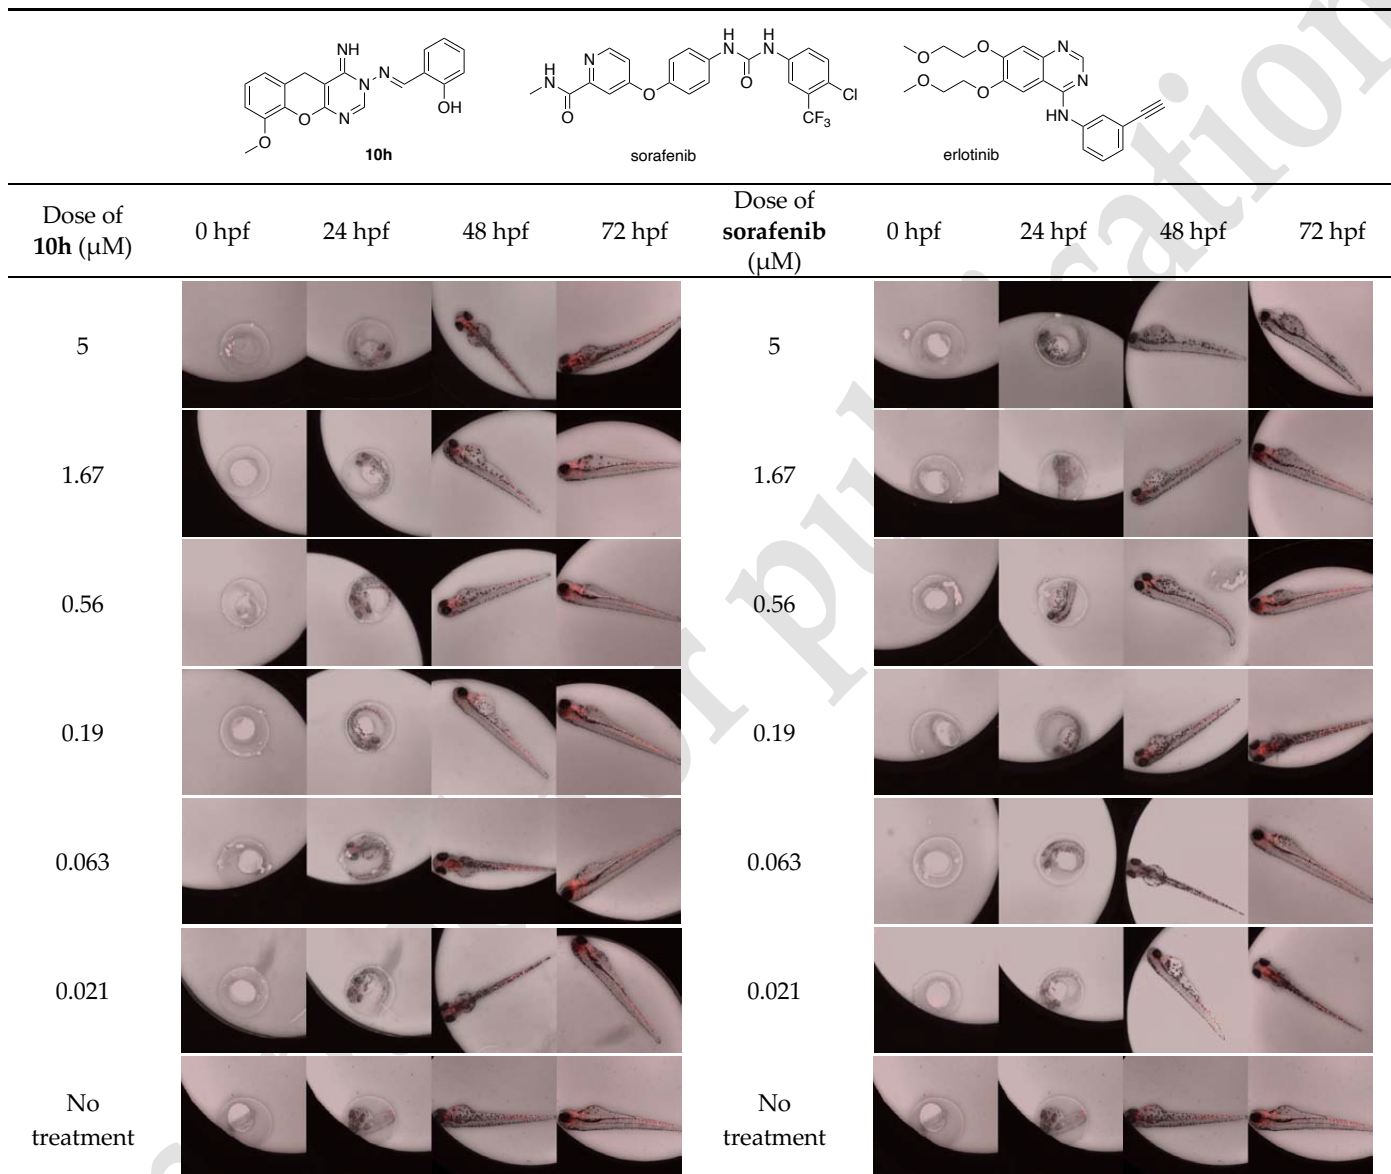 NH
N
N
N
O
O
OH
10h
H
N
O
N
O
H
N
H
N
O
Cl
CF3
sorafenib
O
O
O
O
N
N
HN
erlotinib
Dose of
10h (µM)
0 hpf
24 hpf
48 hpf
72 hpf
Dose of
sorafenib
(µM)
0 hpf
24 hpf
48 hpf
72 hpf
5
5
1.67
1.67
0.56
0.56
0.19
0.19
0.063
0.063
0.021
0.021
No
treatment
No
treatment
or publication